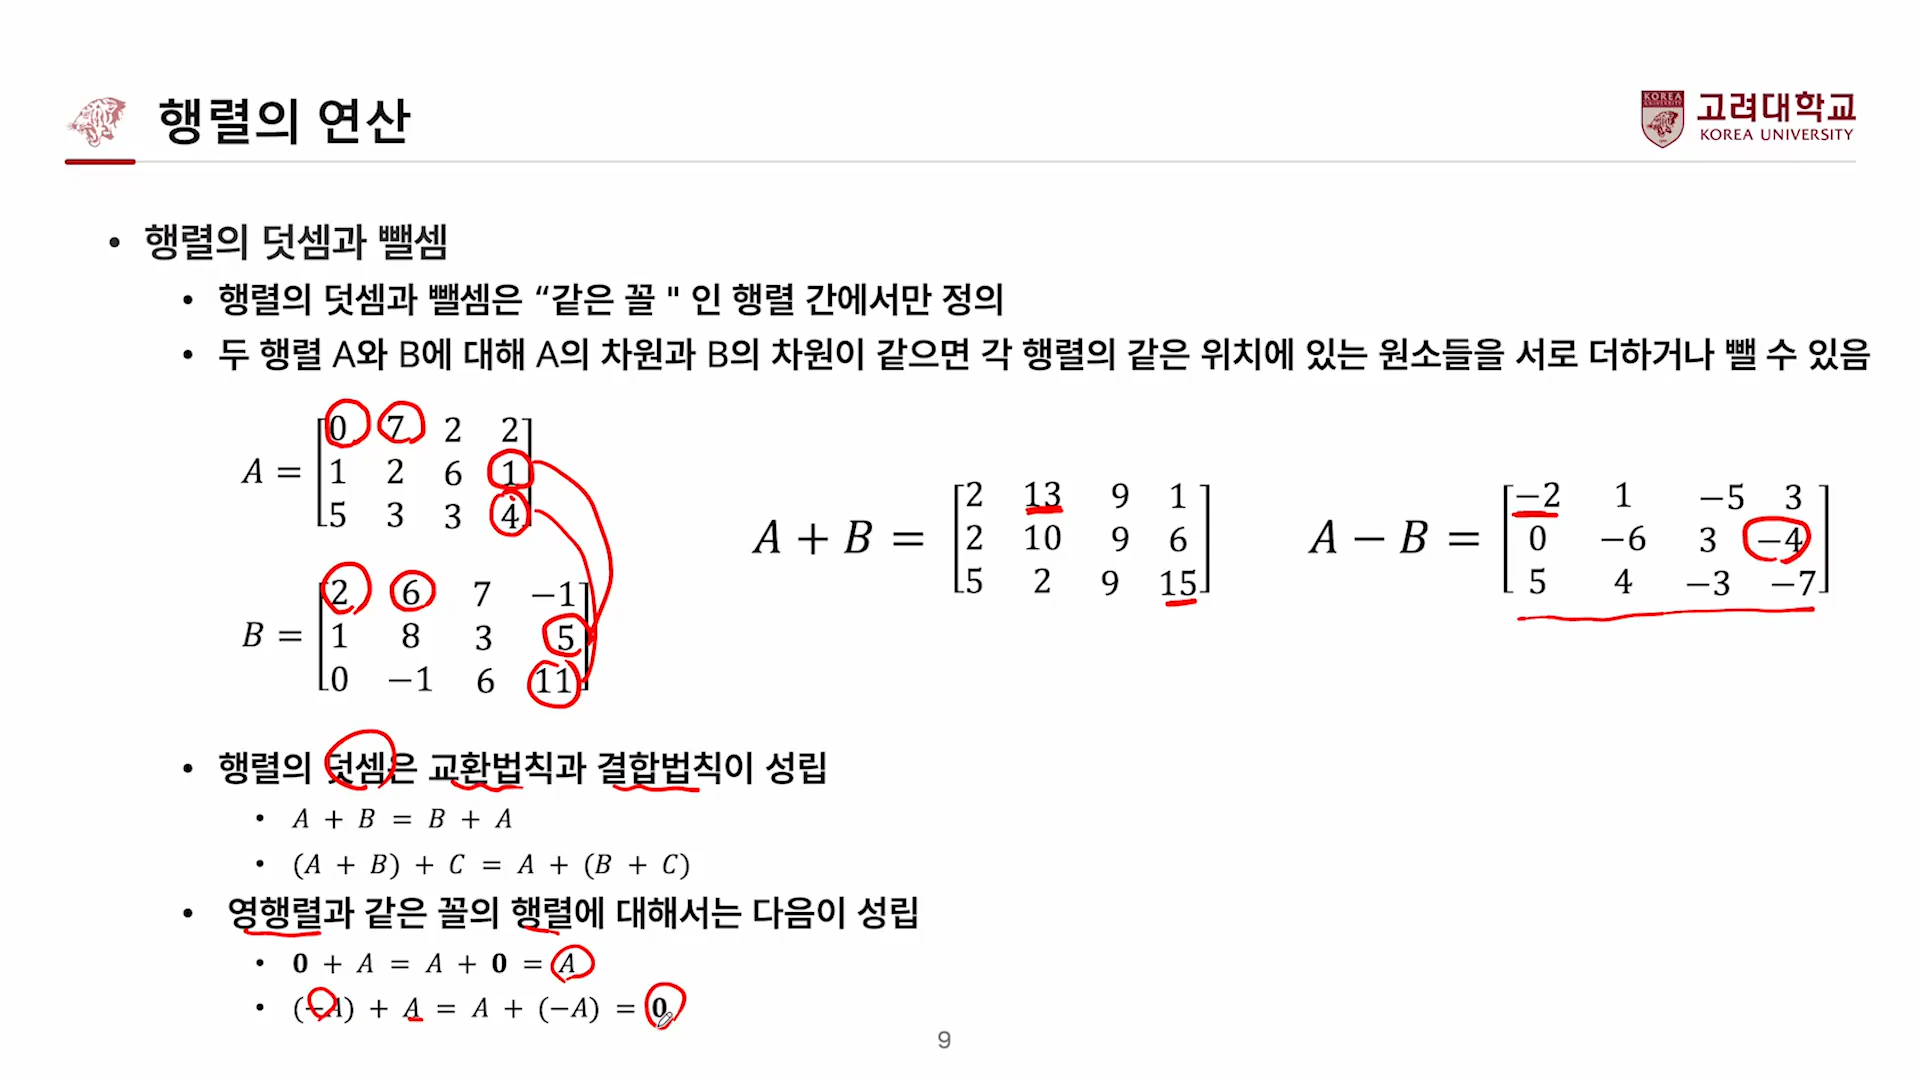 행렬의 연산
KOREA
고려대학교
KOREA UNIVERSITY
• 행렬의 덧셈과 뺄셈
• 행렬의 덧셈과 뺄셈은 “같은 꼴 " 인 행렬 간에서만 정의
• 두 행렬 A와 B에 대해 A의 차원과 B의 차원이 같으면 각 행렬의 같은 위치에 있는 원소들을 서로 더하거나 뺄 수 있음
0 7 2 2
A = 1 2 6 1
5 3 3 4
2 6 7 −1
B = 1 8 3 5
0 −1 6 11
2 13 9 1
A + B = 2 10 9 6
5 2 9 15
−2 1 −5 3
A − B = 0 −6 3 −4
5 4 −3 −7
• 행렬의 덧셈은 교환법칙과 결합법칙이 성립
• A + B = B + A
• (A + B) + C = A + (B + C)
• 영행렬과 같은 꼴의 행렬에 대해서는 다음이 성립
• 0 + A = A + 0 = A
• (−A) + A = A + (−A) = 0
9